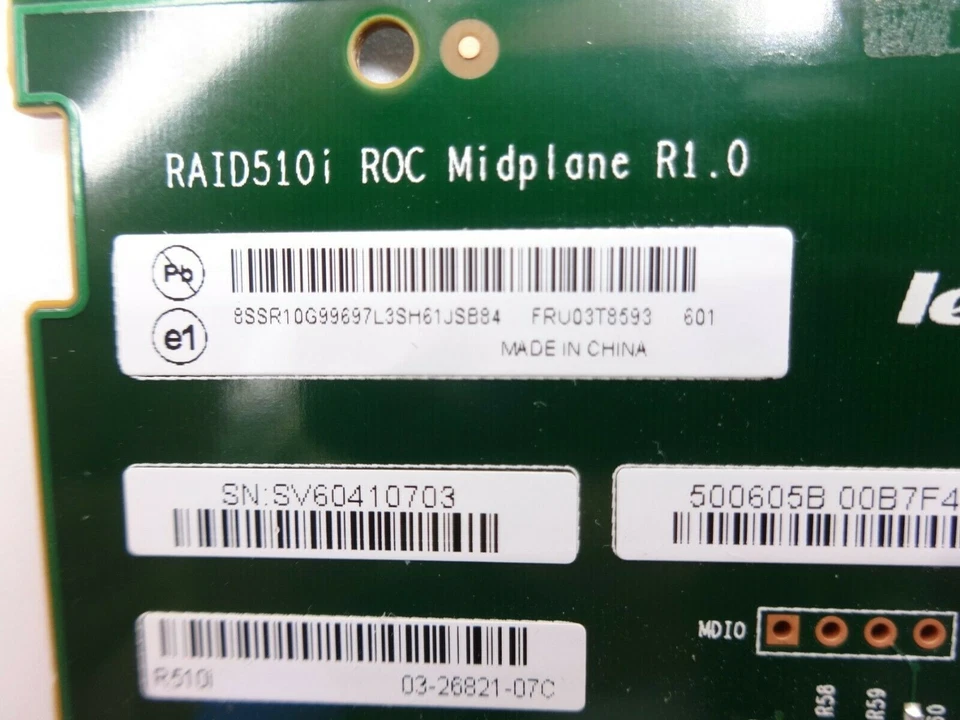 RAID510i ROC Midplane R1.0
Pb
8SSR10G99697L3SH61JSB84 FRU03T8593 601
e1
MADE IN CHINA
le
SN:SV60410703
500605B 00B7F4
MDIO
R510i
03-26821-07C
R58
R59